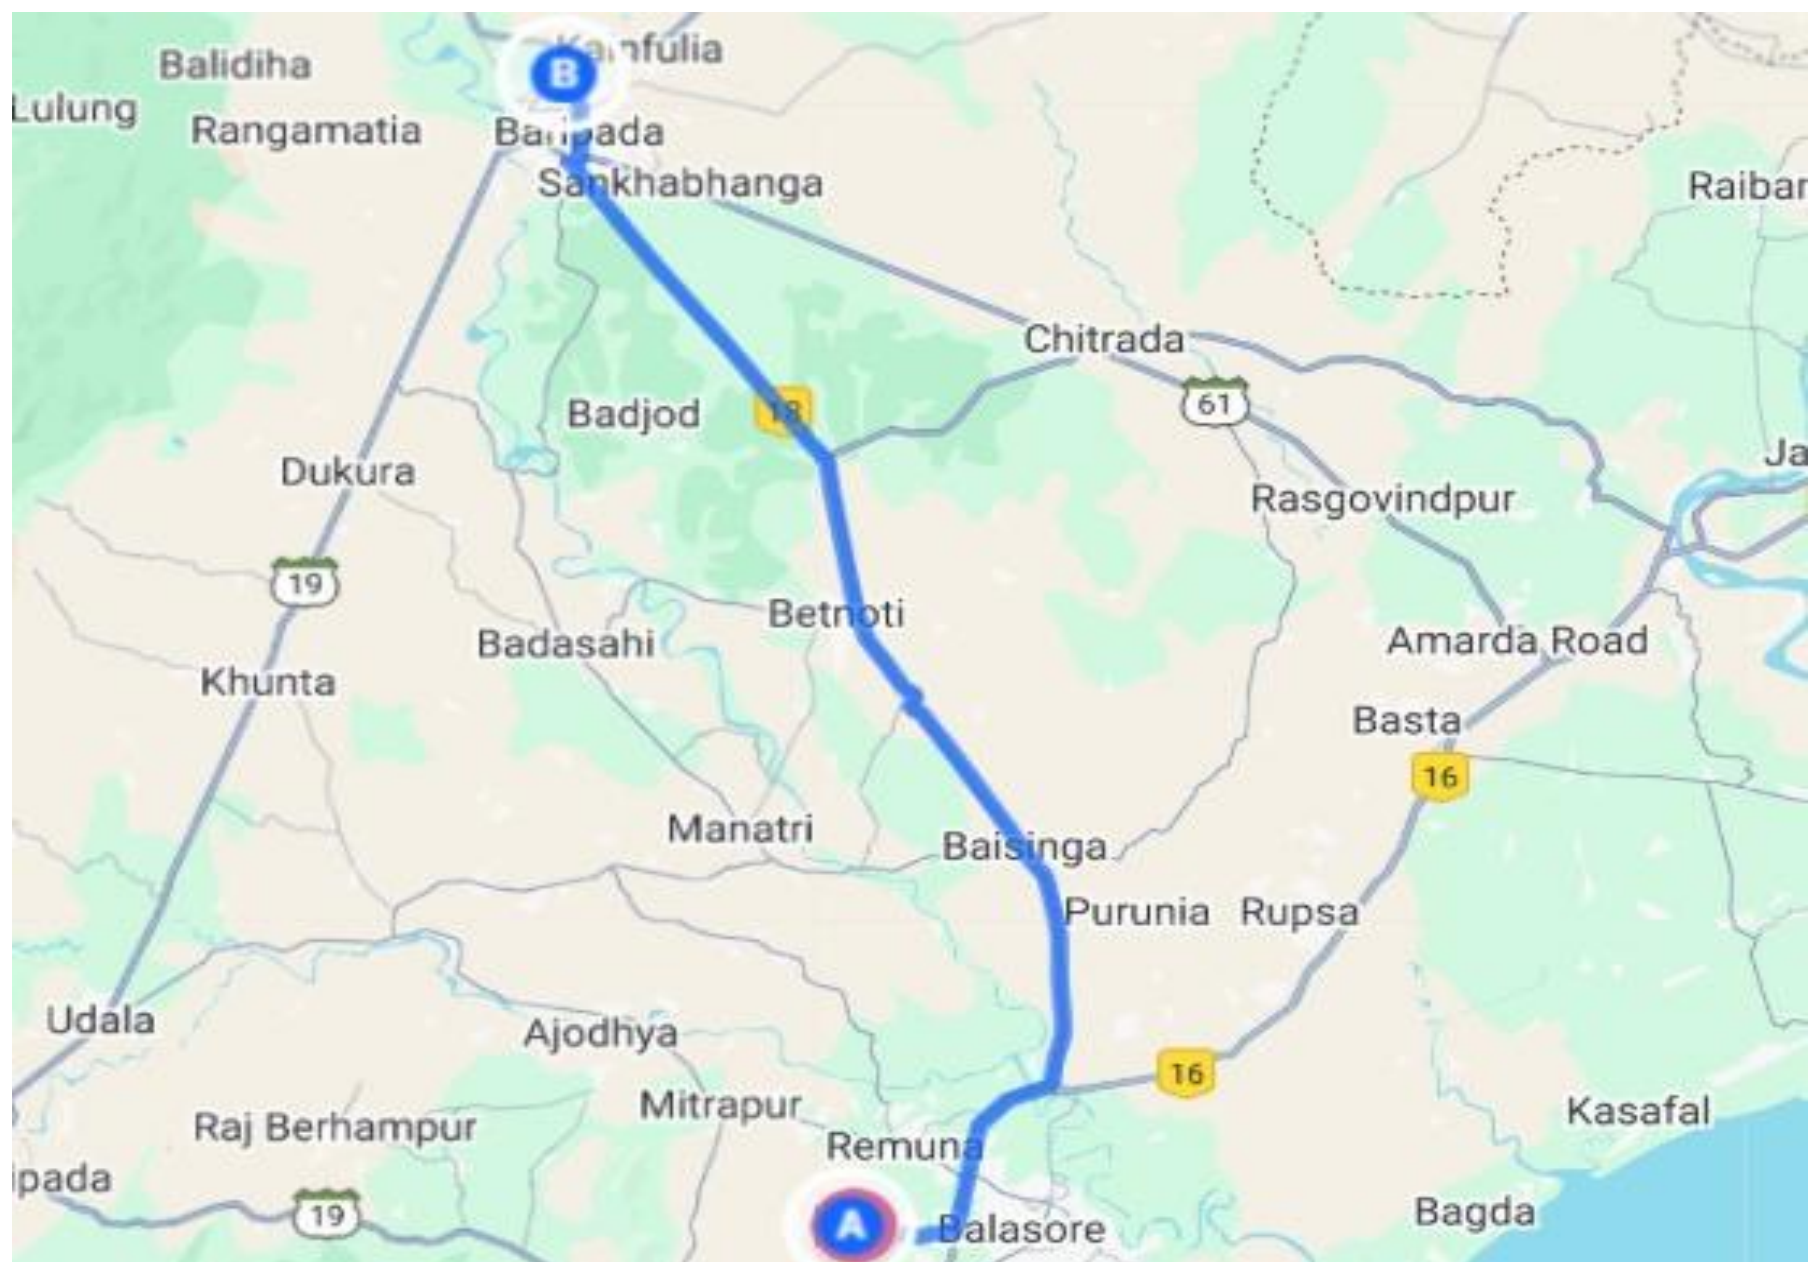 Kamfulia
Balidiha
B
Lulung
Rangamatia
Baripada
Sankhabhanga
Raibar
Chitrada
61
Badjod
18
Ja
Dukura
Rasgovindpur
19
Betnoti
Badasahi
Amarda Road
Khunta
Basta
16
Manatri
Baisinga
Purunia
Rupsa
Udala
Ajodhya
16
Mitrapur
Kasafal
Raj Berhampur
Remuna
ipada
19
A
Balasore
Bagda